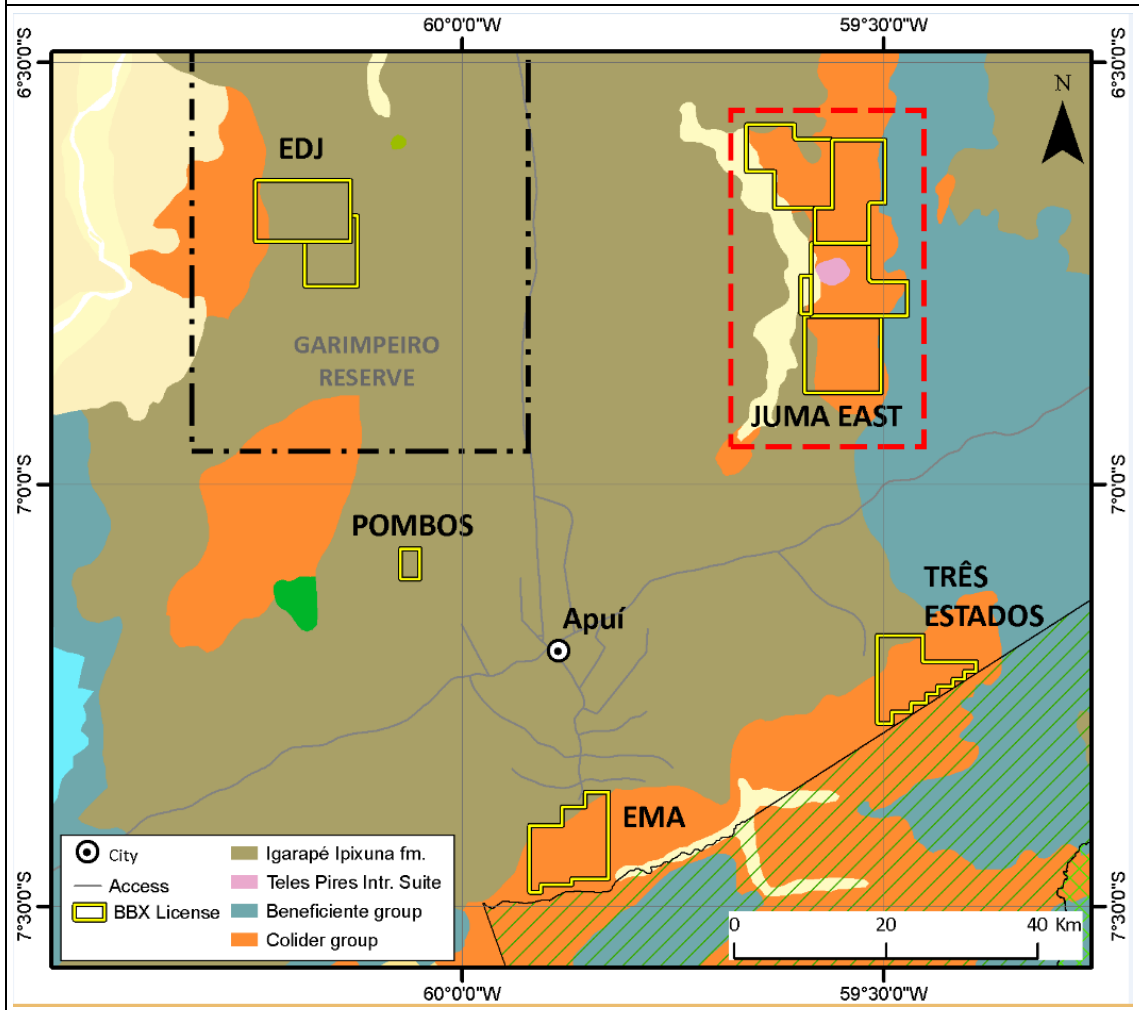 60°0'0"W
59°30'0"W
6°30'0"S
6°30'0"S
N
EDJ
GARIMPEIRO
RESERVE
JUMA EAST
7°0'0"S
7°0'0"S
POMBOS
TRÊS
ESTADOS
Apuí
EMA
City
Access
BBX License
Igarapé Ipixuna fm.
Teles Pires Intr. Suite
Beneficiente group
Colider group
0 20 40 Km
7°30'0"S
7°30'0"S
60°0'0"W
59°30'0"W